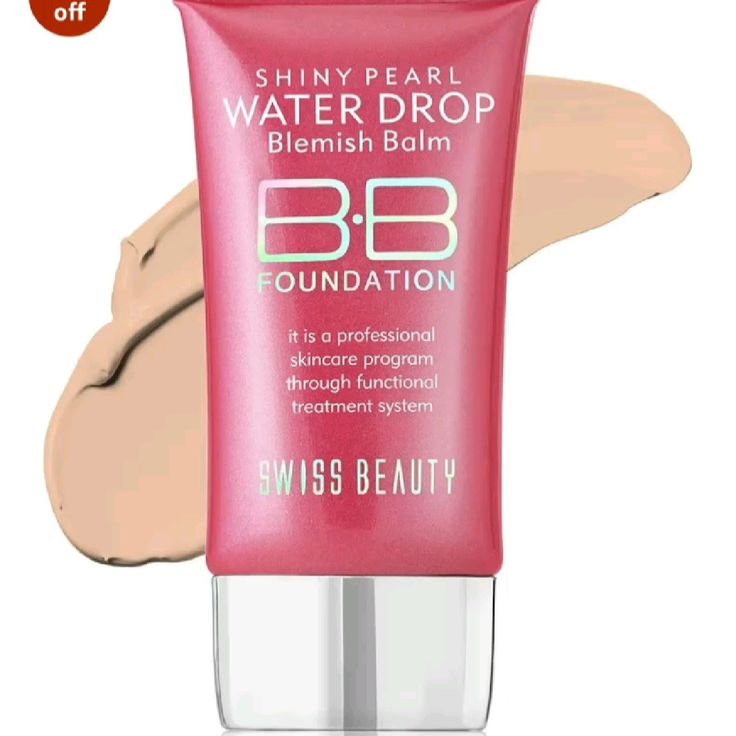 off
SHINY PEARL
WATER DROP
Blemish Balm
B·B
FOUNDATION
it is a professional
skincare program
through functional
treatment system
SWISS BEAUTY